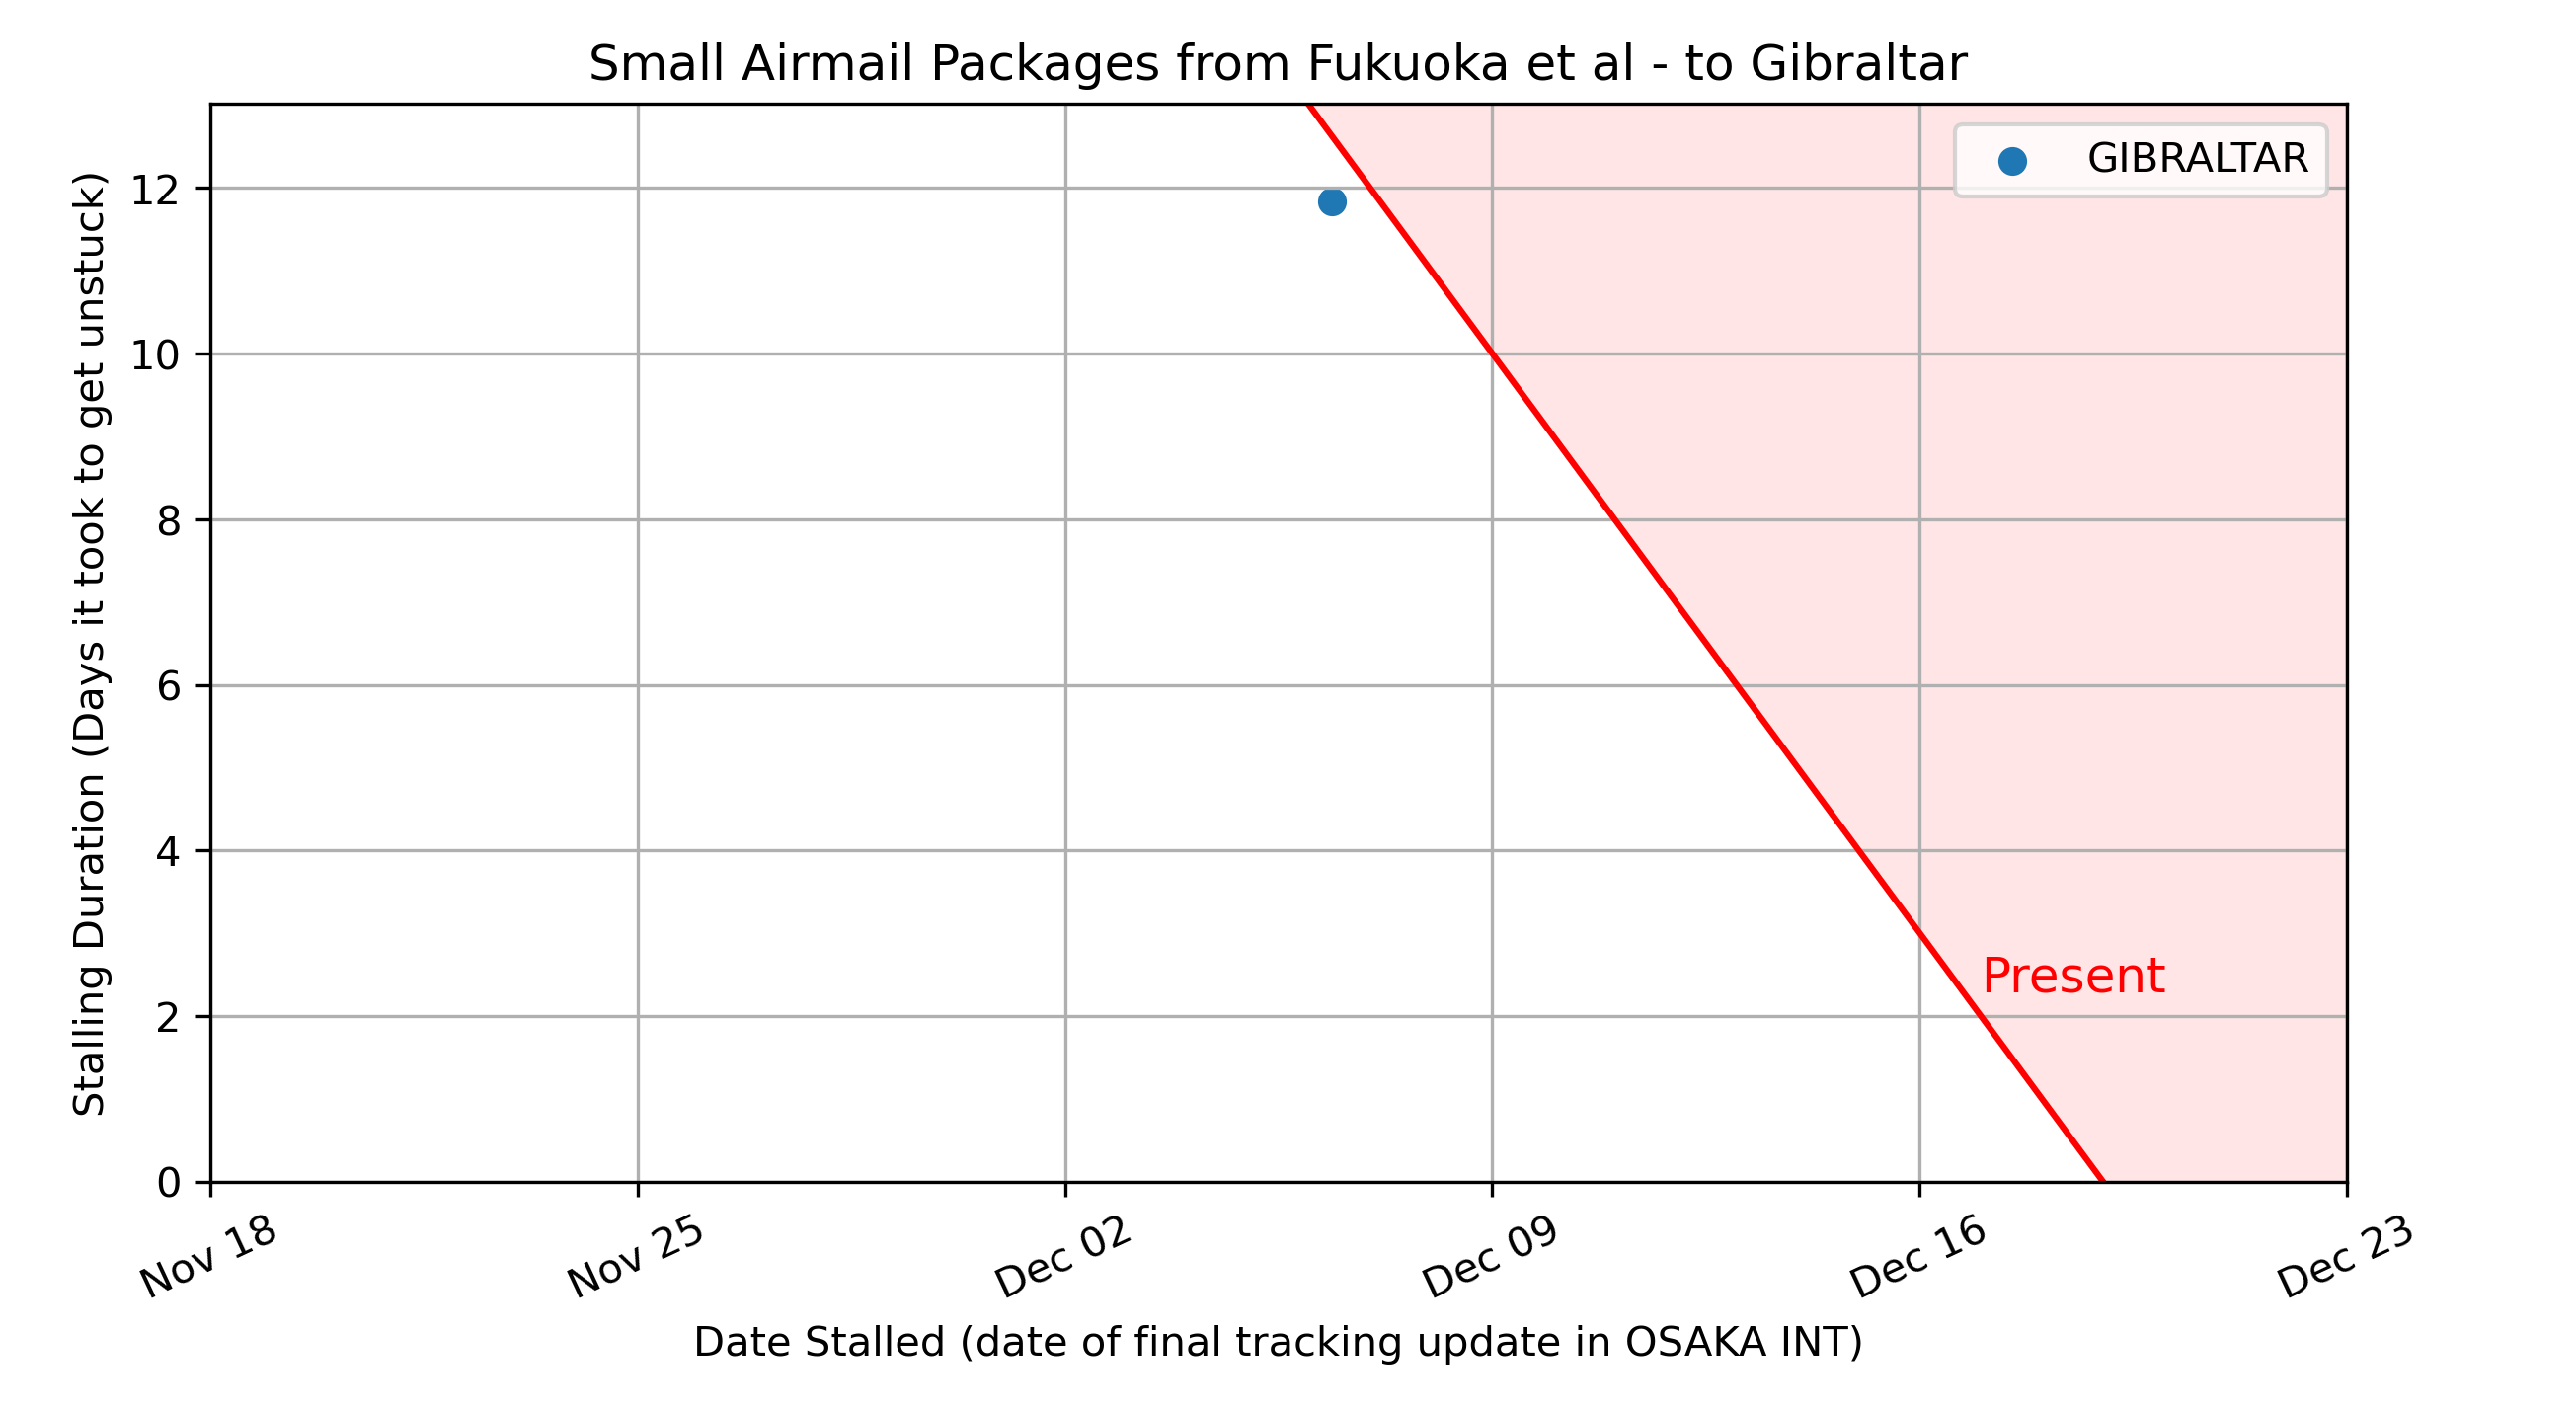 Small Airmail Packages from Fukuoka et al - to Gibraltar
GIBRALTAR
Stalling Duration (Days it took to get unstuck)
12
10
8
6
4
2
0
Present
Nov 18
Nov 25
Dec 02
Dec 09
Dec 16
Dec 23
Date Stalled (date of final tracking update in OSAKA INT)